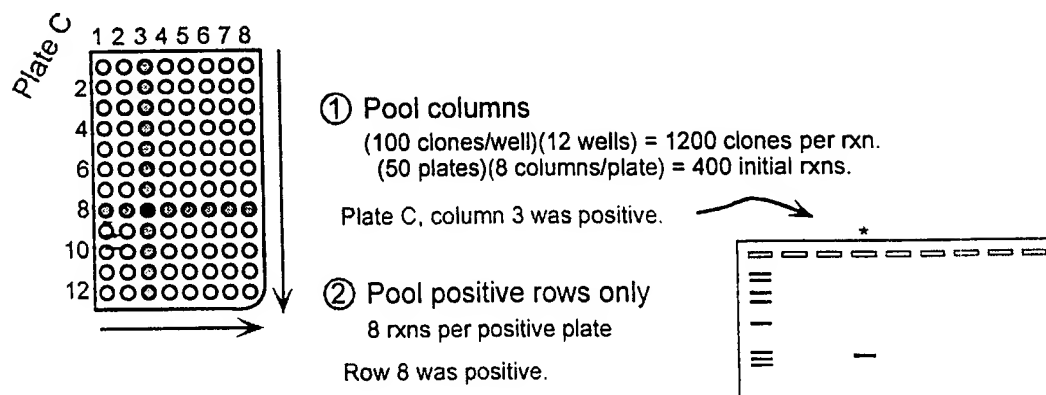 Plate C
1 2 3 4 5 6 7 8
2
4
6
8
10
12
① Pool columns
(100 clones/well)(12 wells) = 1200 clones per rxn.
(50 plates)(8 columns/plate) = 400 initial rxns.
Plate C, column 3 was positive.
*
② Pool positive rows only
8 rxns per positive plate
Row 8 was positive.